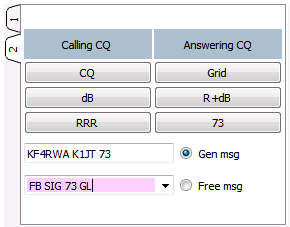 1
2
Calling CQ Answering CQ
CQ Grid
dB R+dB
RRR 73
KF4RWA K1JT 73 Gen msg
FB SIG 73 GL Free msg